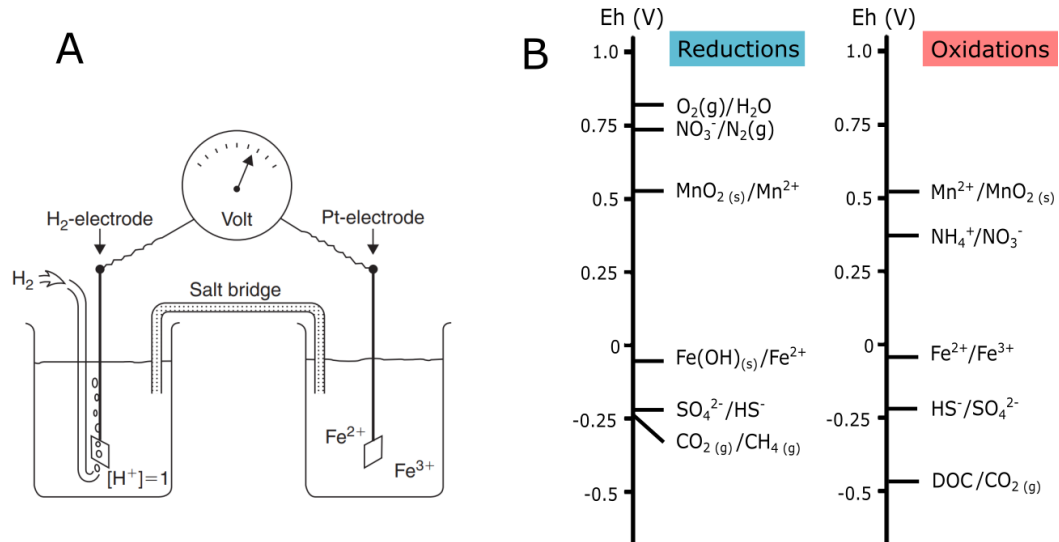 A
Volt
H₂-electrode
Pt-electrode
H₂
Salt bridge
[H⁺]=1
Fe²⁺
Fe³⁺
B
Eh (V)
Reductions
1.0
0.75
0.5
0.25
0
-0.25
-0.5
O₂(g)/H₂O
NO₃⁻/N₂(g)
MnO₂ (s)/Mn²⁺
Fe(OH)(s)/Fe²⁺
SO₄²⁻/HS⁻
CO₂ (g)/CH₄ (g)
Eh (V)
Oxidations
1.0
0.75
0.5
0.25
0
-0.25
-0.5
Mn²⁺/MnO₂ (s)
NH₄⁺/NO₃⁻
Fe²⁺/Fe³⁺
HS⁻/SO₄²⁻
DOC/CO₂ (g)